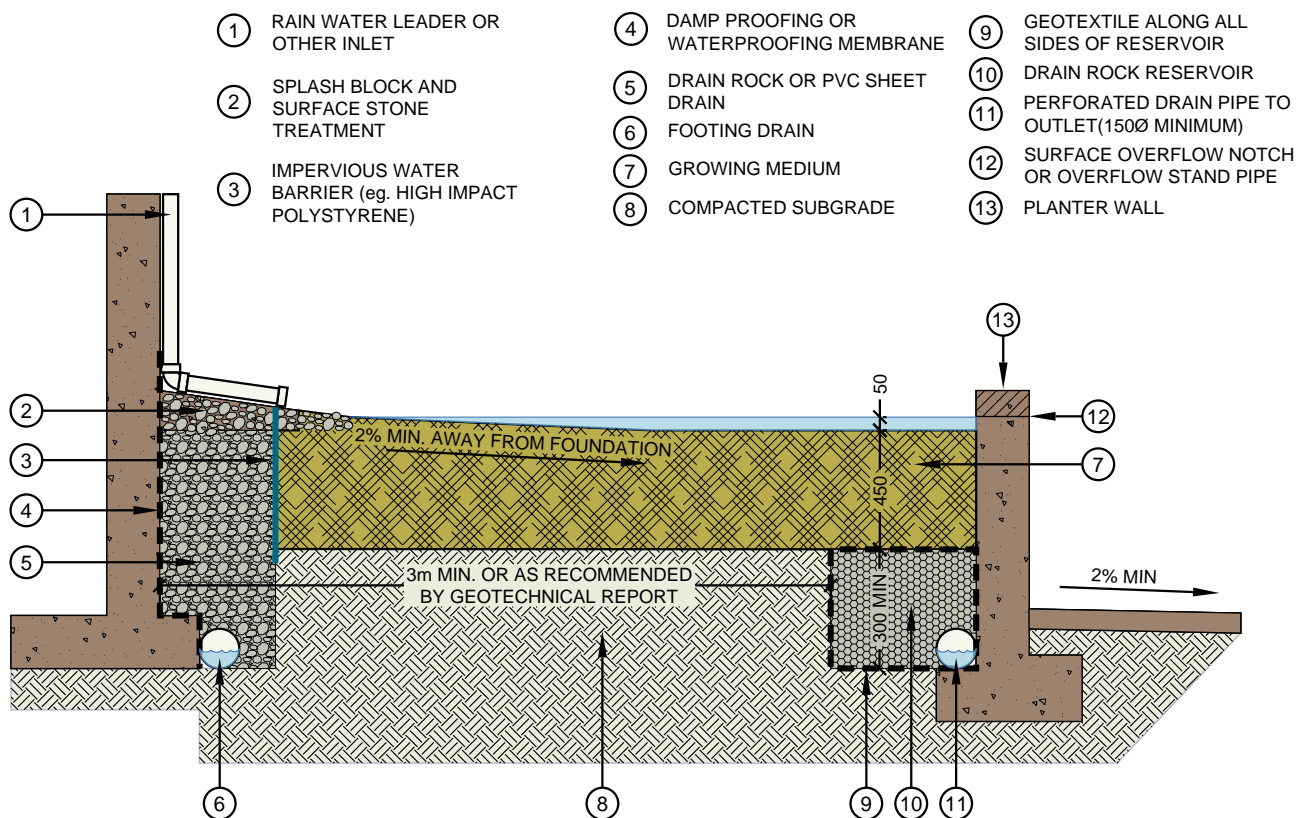 1 RAIN WATER LEADER OR
OTHER INLET
2 SPLASH BLOCK AND
SURFACE STONE
TREATMENT
3 IMPERVIOUS WATER
BARRIER (eg. HIGH IMPACT
POLYSTYRENE)
4 DAMP PROOFING OR
WATERPROOFING MEMBRANE
5 DRAIN ROCK OR PVC SHEET
DRAIN
6 FOOTING DRAIN
7 GROWING MEDIUM
8 COMPACTED SUBGRADE
9 GEOTEXTILE ALONG ALL
SIDES OF RESERVOIR
10 DRAIN ROCK RESERVOIR
11 PERFORATED DRAIN PIPE TO
OUTLET(150Ø MINIMUM)
12 SURFACE OVERFLOW NOTCH
OR OVERFLOW STAND PIPE
13 PLANTER WALL
1
13
50
2
12
2% MIN. AWAY FROM FOUNDATION
3
7
450
4
5
3m MIN. OR AS RECOMMENDED
BY GEOTECHNICAL REPORT
300 MIN
2% MIN
6
8
9
10
11